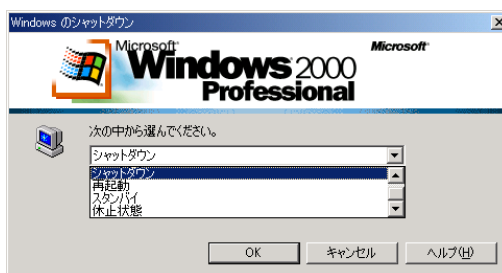 Windows のシャットダウン
Microsoft
Microsoft
Windows 2000
Professional
次の中から選んでください。
シャットダウン
シャットダウン
再起動
スタンバイ
休止状態
OK キャンセル ヘルプ(H)